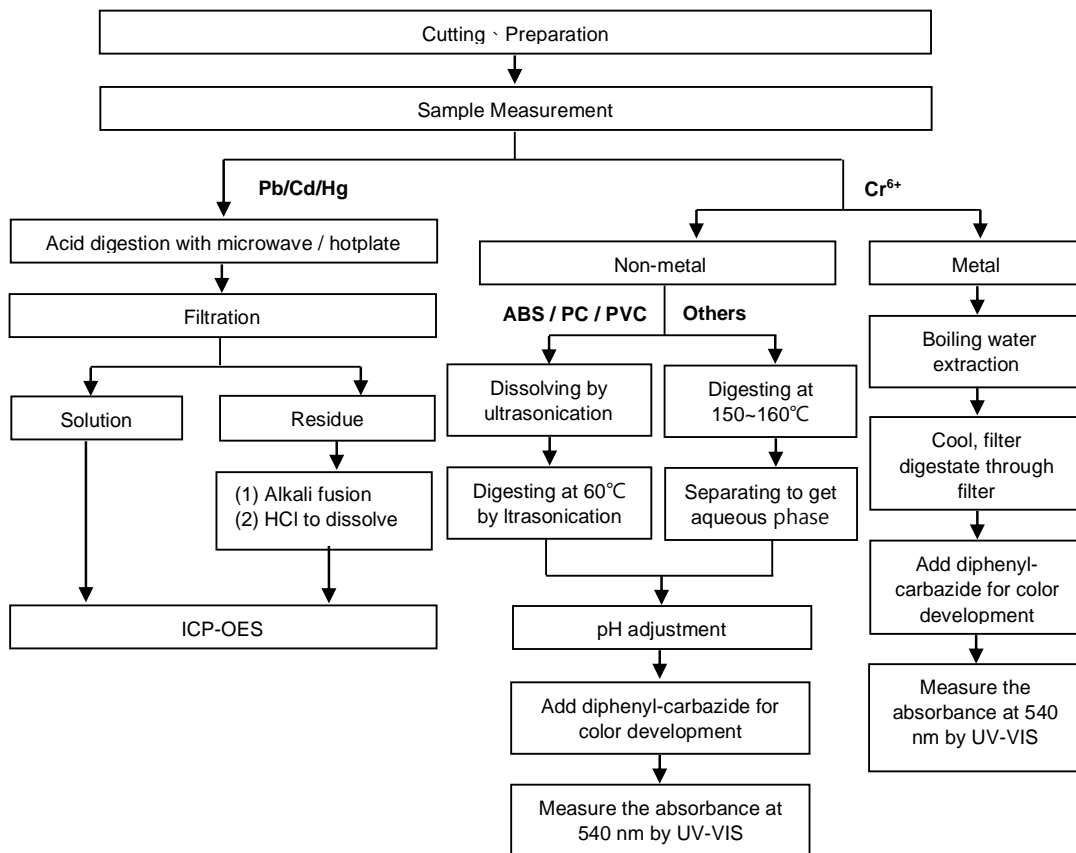 Cutting、Preparation
Sample Measurement
Pb/Cd/Hg
Acid digestion with microwave / hotplate
Filtration
Solution
Residue
(1) Alkali fusion
(2) HCl to dissolve
ICP-OES
Cr⁶⁺
Non-metal
ABS / PC / PVC
Others
Dissolving by
ultrasonication
Digesting at 60℃
by ltrasonication
Digesting at
150~160℃
Separating to get
aqueous phase
pH adjustment
Add diphenyl-carbazide for
color development
Measure the absorbance at
540 nm by UV-VIS
Metal
Boiling water
extraction
Cool, filter
digestate through
filter
Add diphenyl-
carbazide for color
development
Measure the
absorbance at 540
nm by UV-VIS